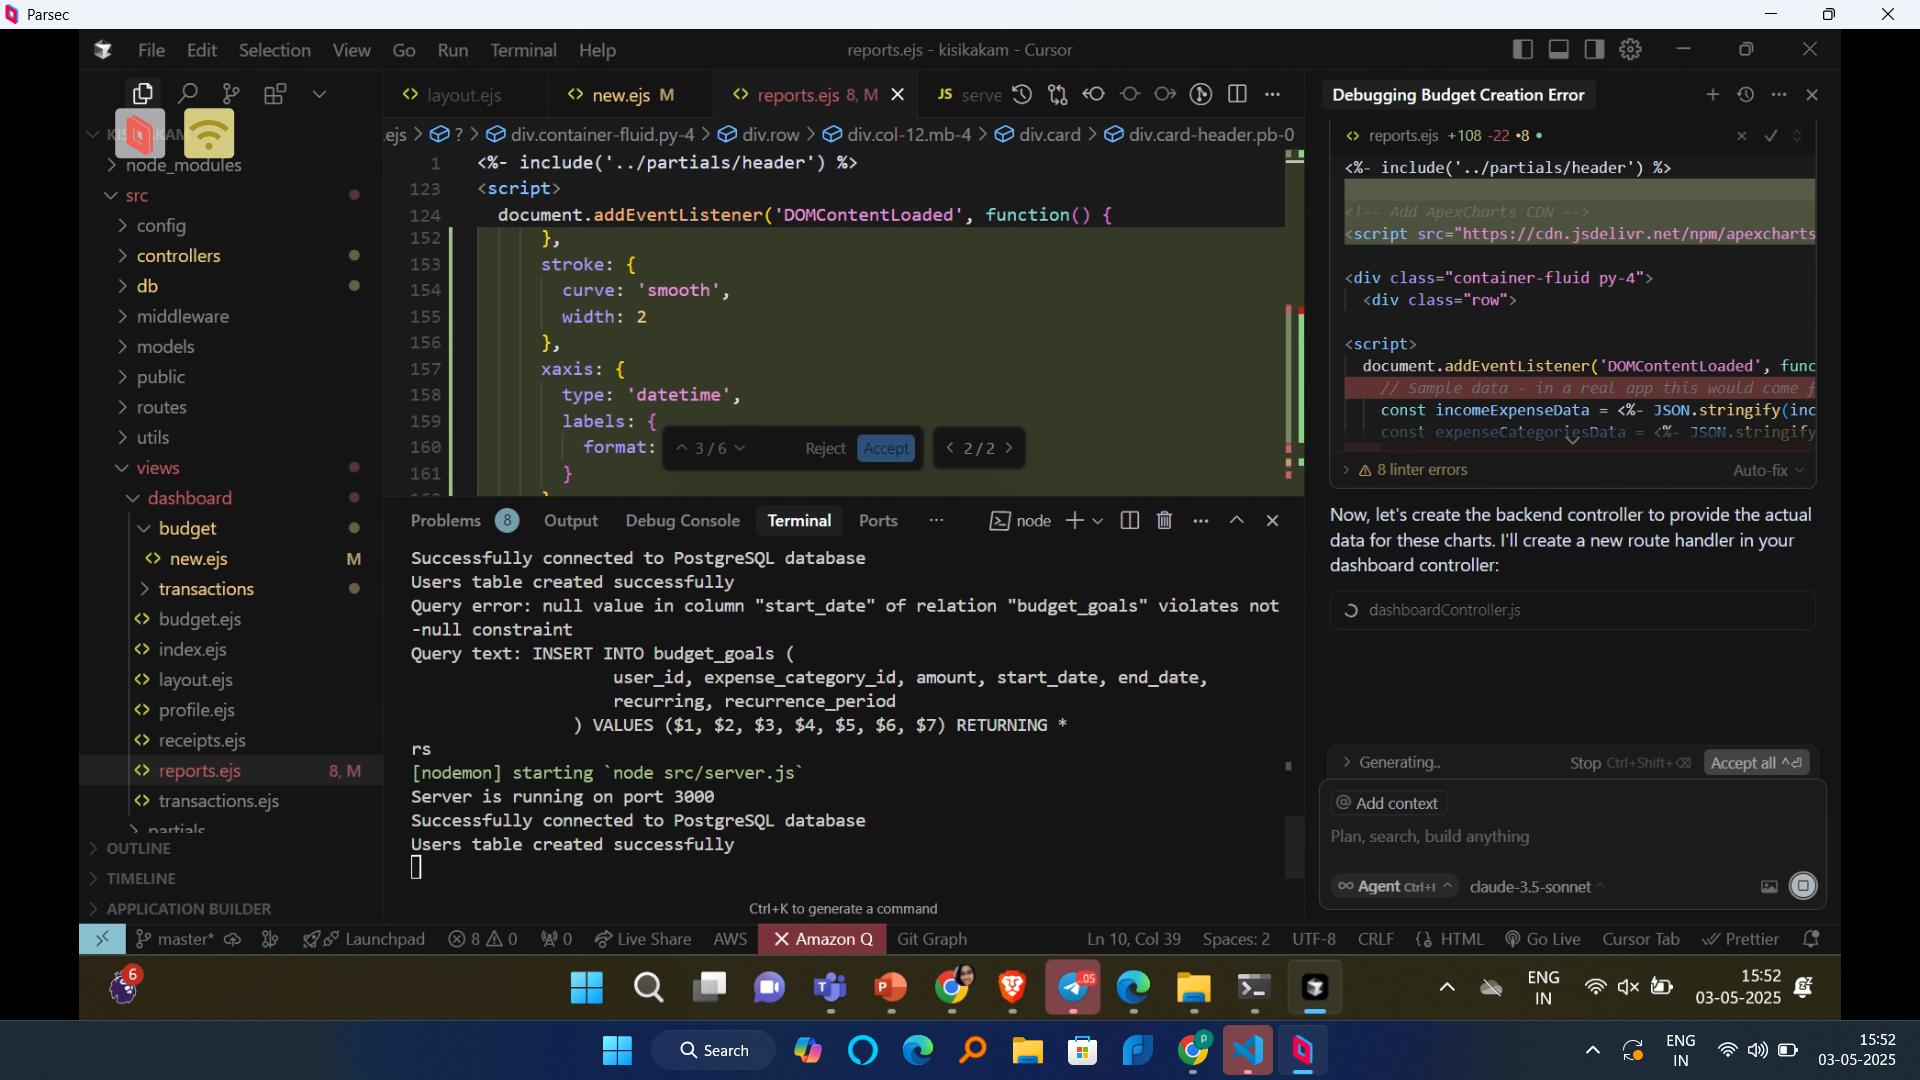 Parsec
File Edit Selection View Go Run Terminal Help
reports.ejs - kisikakam - Cursor
layout.ejs
new.ejs M
reports.ejs 8, M
JS serve
Debugging Budget Creation Error
.ejs > ? > div.container-fluid.py-4 > div.row > div.col-12.mb-4 > div.card > div.card-header.pb-0
node_modules
src
config
controllers
db
middleware
models
public
routes
utils
views
dashboard
budget
new.ejs M
transactions
budget.ejs
index.ejs
layout.ejs
profile.ejs
receipts.ejs
reports.ejs 8, M
transactions.ejs
partials
OUTLINE
TIMELINE
APPLICATION BUILDER
1 <%- include('../partials/header') %>
123 <script>
124 document.addEventListener('DOMContentLoaded', function() {
152 },
153 stroke: {
154 curve: 'smooth',
155 width: 2
156 },
157 xaxis: {
158 type: 'datetime',
159 labels: {
160 format:
161 }
3 / 6 Reject Accept
2 / 2
Problems 8 Output Debug Console Terminal Ports
node
Successfully connected to PostgreSQL database
Users table created successfully
Query error: null value in column "start_date" of relation "budget_goals" violates not
-null constraint
Query text: INSERT INTO budget_goals (
user_id, expense_category_id, amount, start_date, end_date,
recurring, recurrence_period
) VALUES ($1, $2, $3, $4, $5, $6, $7) RETURNING *
rs
[nodemon] starting `node src/server.js`
Server is running on port 3000
Successfully connected to PostgreSQL database
Users table created successfully
Ctrl+K to generate a command
reports.ejs +108 -22 •8 •
<%- include('../partials/header') %>
<!-- Add ApexCharts CDN -->
<script src="https://cdn.jsdelivr.net/npm/apexcharts
<div class="container-fluid py-4">
<div class="row">
<script>
document.addEventListener('DOMContentLoaded', func
// Sample data - in a real app this would come f
const incomeExpenseData = <%- JSON.stringify(inc
const expenseCategoriesData = <%- JSON.stringify
8 linter errors
Auto-fix
Now, let's create the backend controller to provide the actual
data for these charts. I'll create a new route handler in your
dashboard controller:
dashboardController.js
Generating..
Stop Ctrl+Shift+⌫
Accept all ^⏎
@ Add context
Plan, search, build anything
∞ Agent Ctrl+I
claude-3.5-sonnet
master*
Launchpad
8 0
0
Live Share
AWS
Amazon Q
Git Graph
Ln 10, Col 39
Spaces: 2
UTF-8
CRLF
{} HTML
Go Live
Cursor Tab
Prettier
6
.05
ENG
IN
15:52
03-05-2025
Search
P
ENG
IN
15:52
03-05-2025